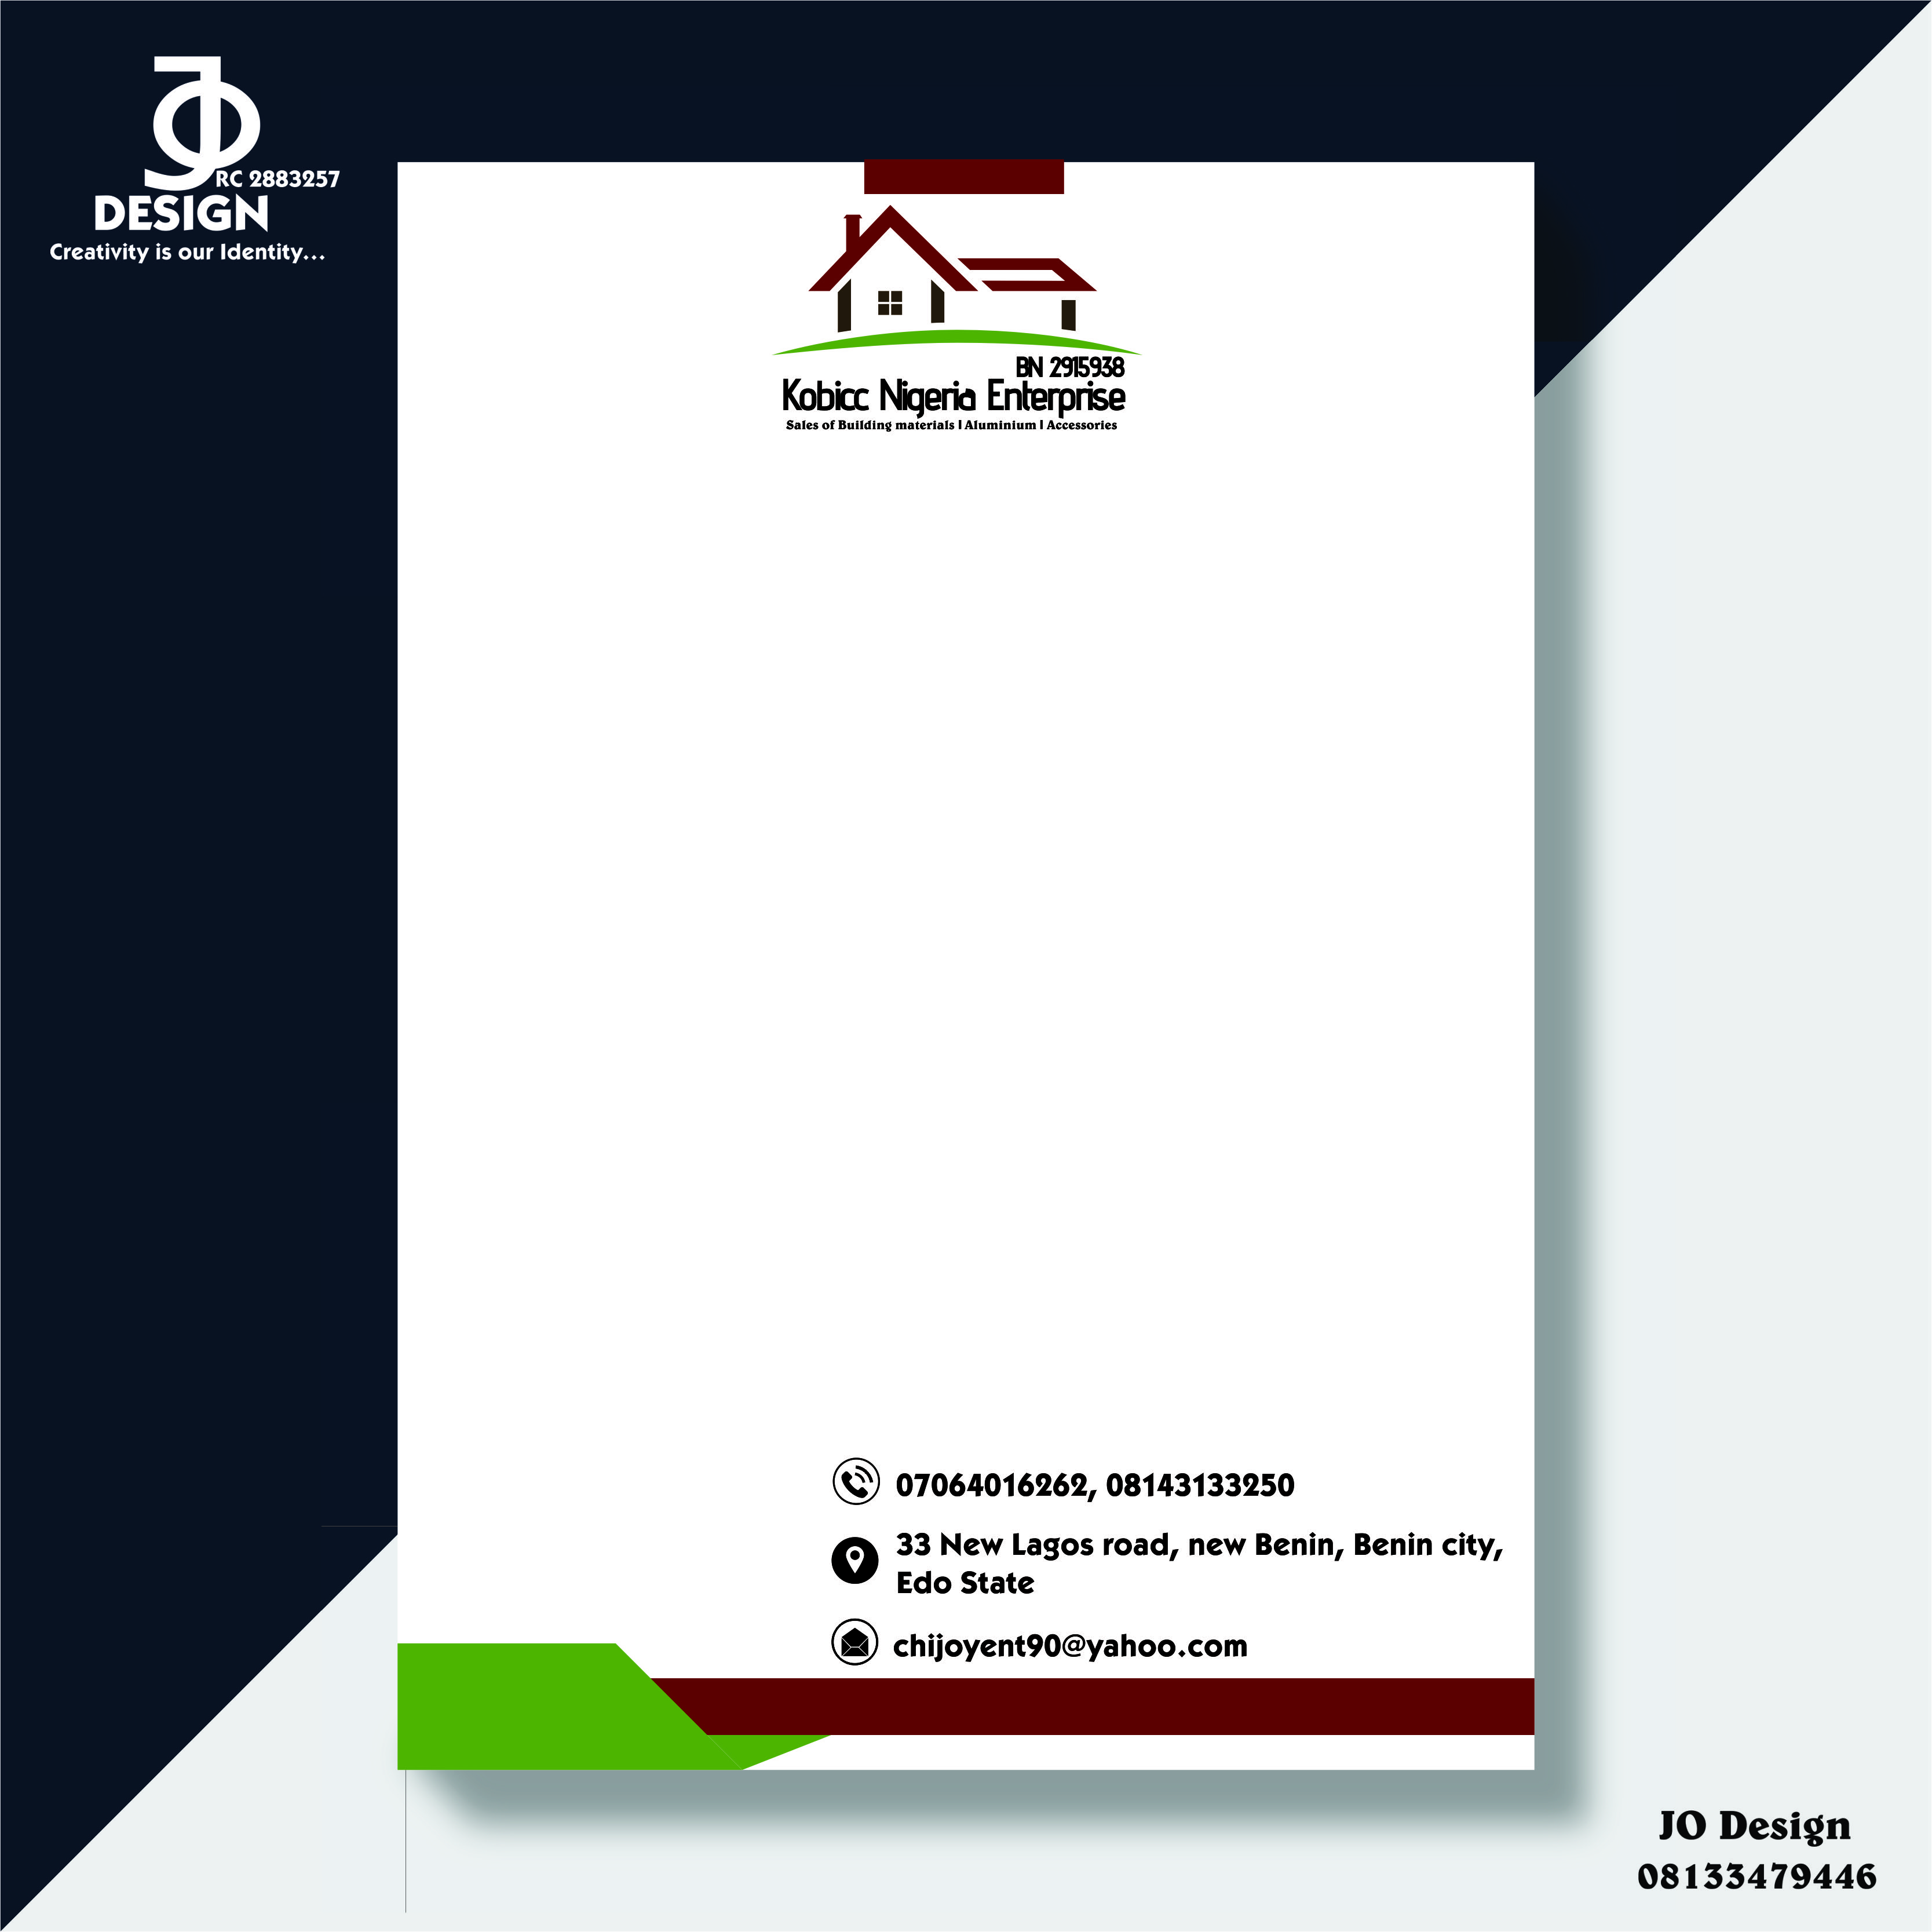 JO
RC 2883257
DESIGN
Creativity is our Identity...
BN 2915938
Kobicc Nigeria Enterprise
Sales of Building materials | Aluminium | Accessories
07064016262, 08143133250
33 New Lagos road, new Benin, Benin city,
Edo State
chijoyent90@yahoo.com
JO Design
08133479446